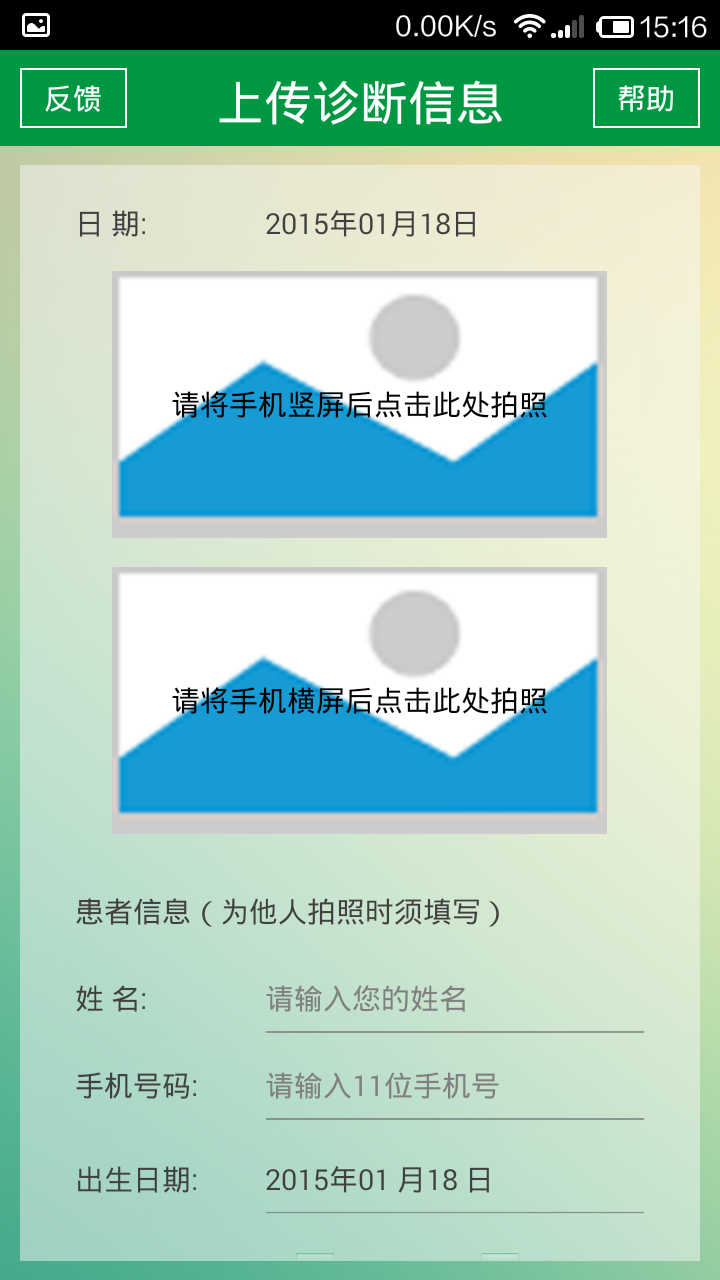 0.00K/s 15:16
反馈 上传诊断信息 帮助
日 期: 2015年01月18日
请将手机竖屏后点击此处拍照
请将手机横屏后点击此处拍照
患者信息（为他人拍照时须填写）
姓 名: 请输入您的姓名
手机号码: 请输入11位手机号
出生日期: 2015年01 月18 日